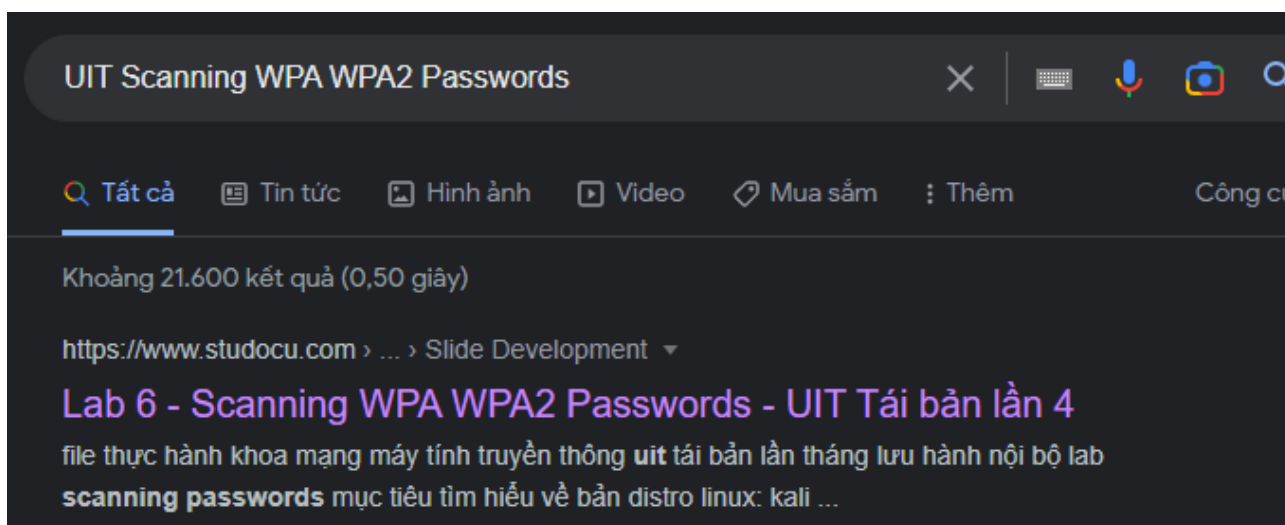 UIT Scanning WPA WPA2 Passwords
Tất cả Tin tức Hình ảnh Video Mua sắm Thêm Công cụ
Khoảng 21.600 kết quả (0,50 giây)
https://www.studocu.com › ... › Slide Development
Lab 6 - Scanning WPA WPA2 Passwords - UIT Tái bản lần 4
file thực hành khoa mạng máy tính truyền thông uit tái bản lần tháng lưu hành nội bộ lab
scanning passwords mục tiêu tìm hiểu về bản distro linux: kali ...